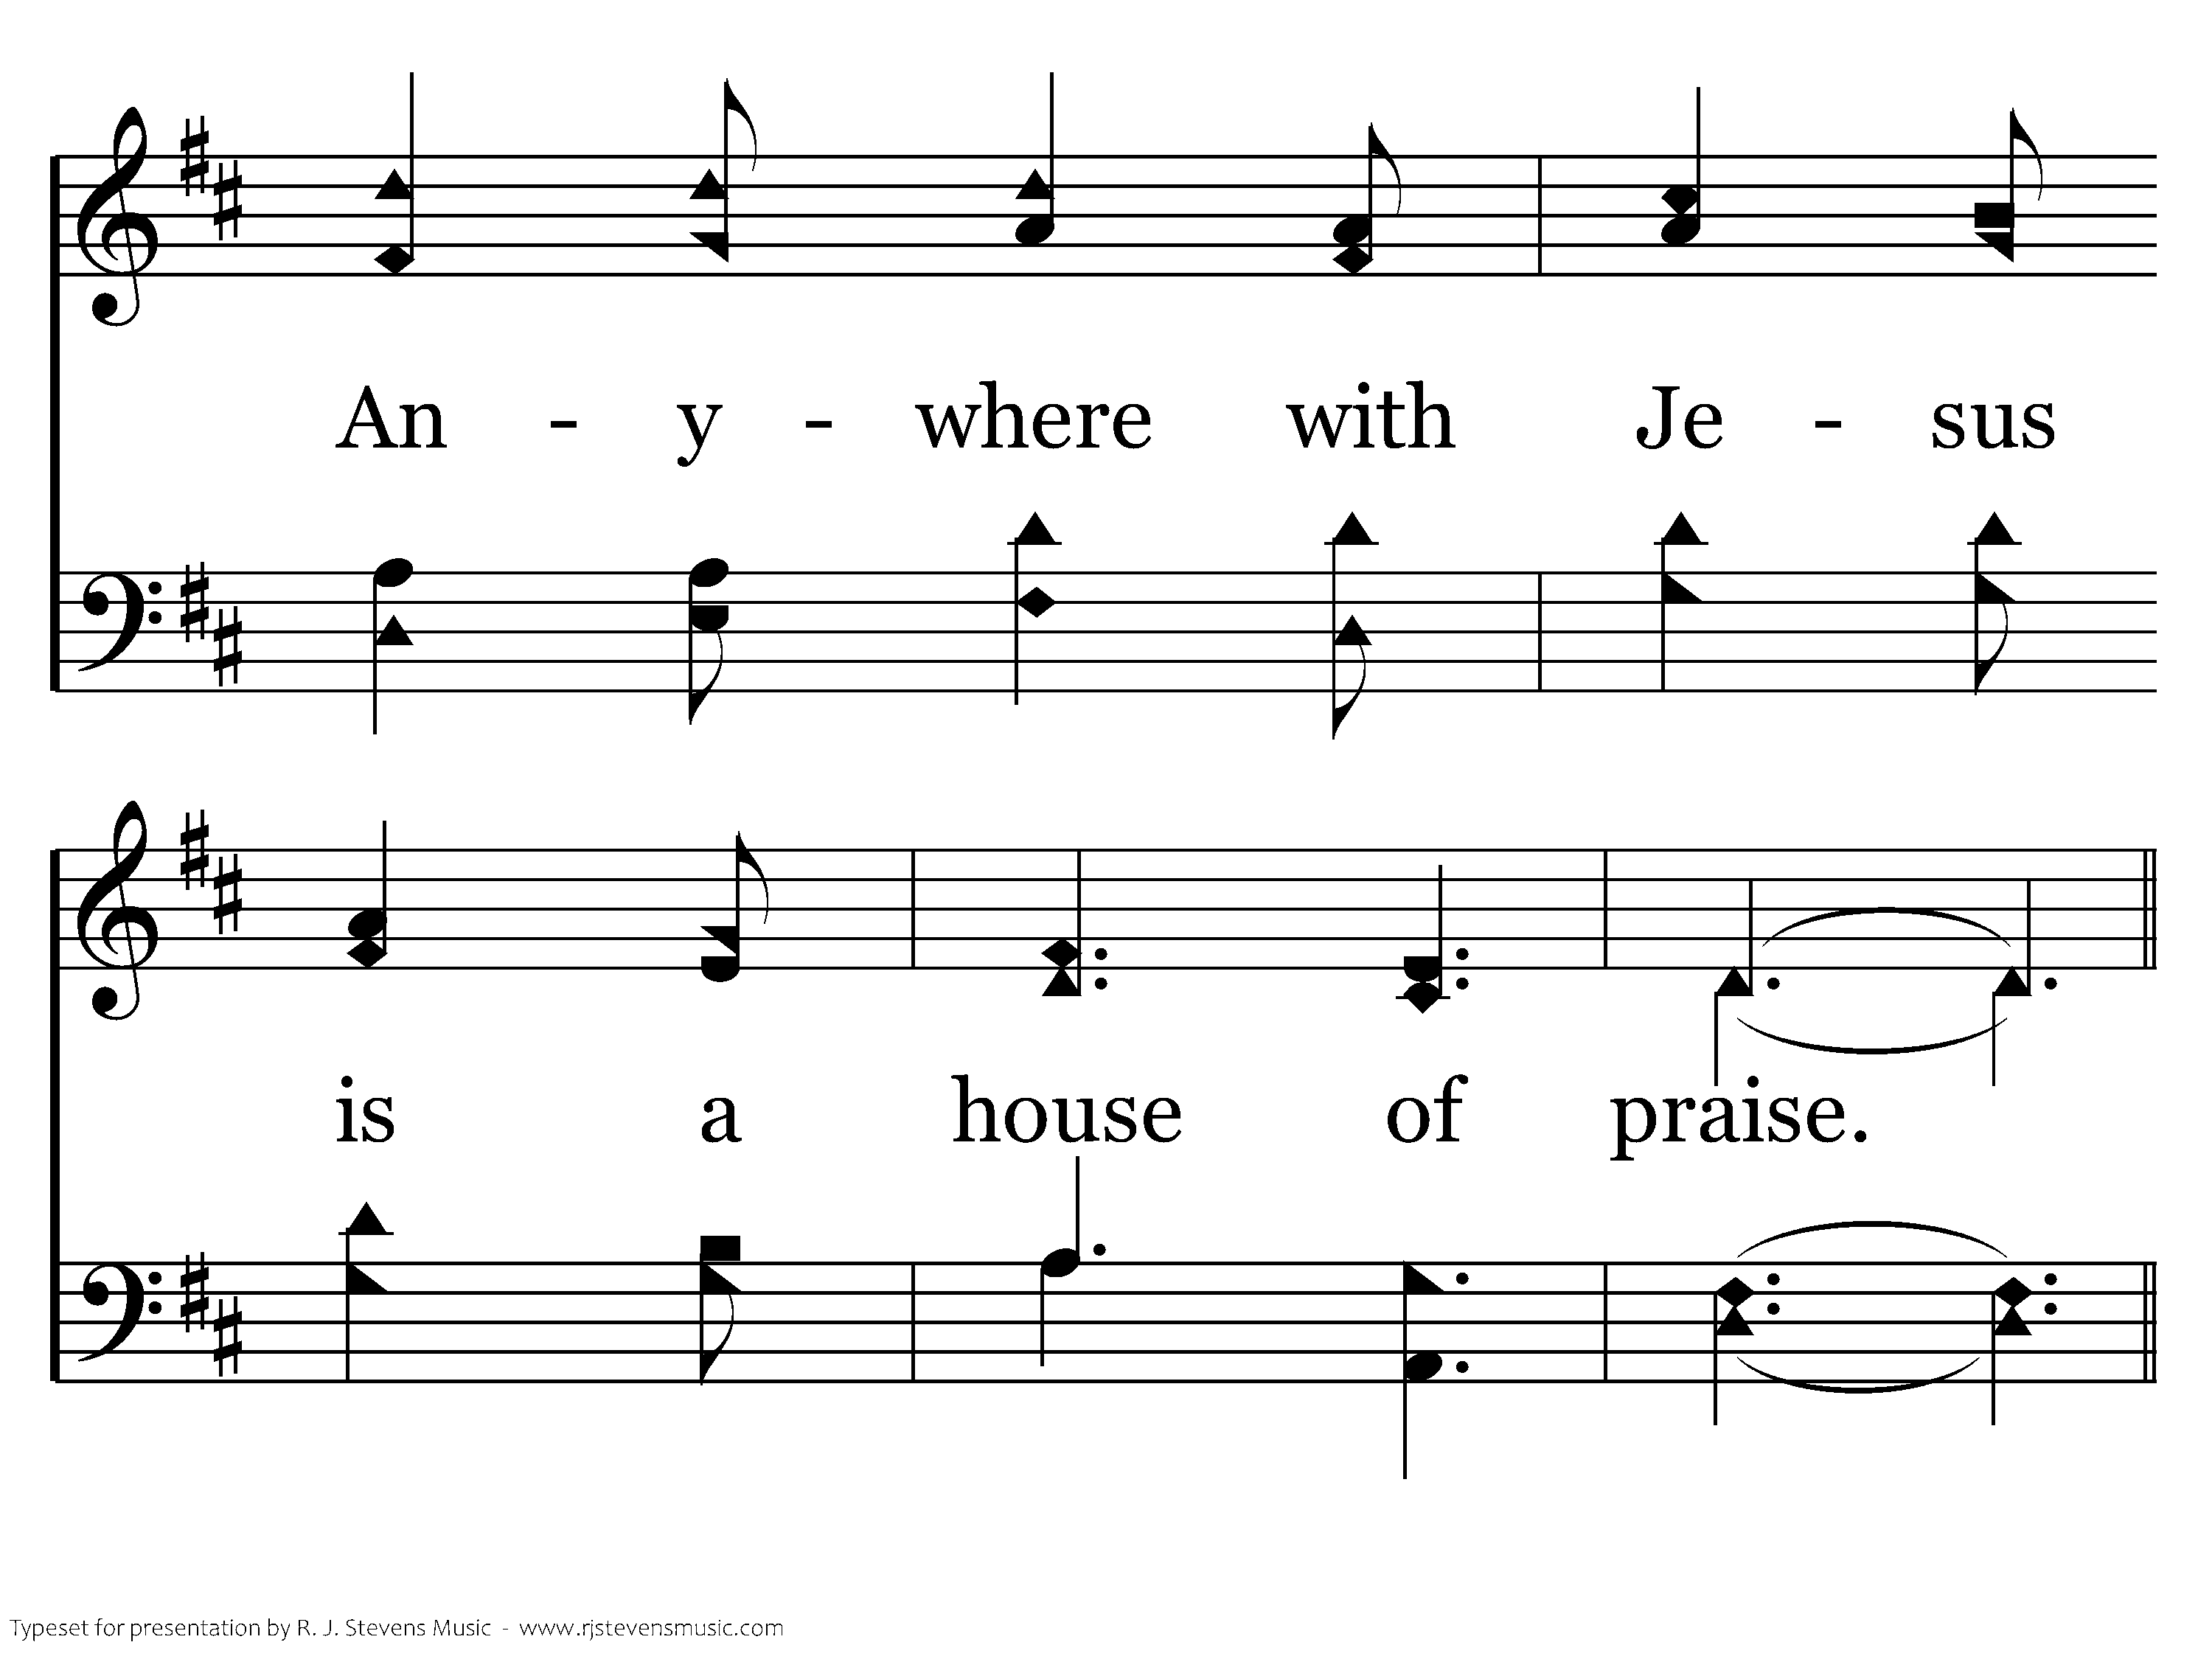 An - y - where with Je - sus
is a house of praise.
Typeset for presentation by R. J. Stevens Music - www.rjstevensmusic.com